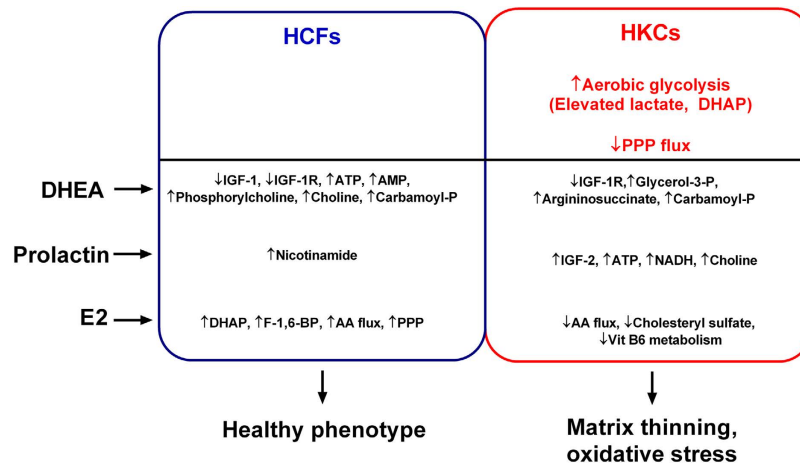 HCFs
HKCs
↑Aerobic glycolysis
(Elevated lactate, DHAP)
↓PPP flux
DHEA
↓IGF-1, ↓IGF-1R, ↑ATP, ↑AMP,
↑Phosphorylcholine, ↑Choline, ↑Carbamoyl-P
↓IGF-1R,↑Glycerol-3-P,
↑Argininosuccinate, ↑Carbamoyl-P
Prolactin
↑Nicotinamide
↑IGF-2, ↑ATP, ↑NADH, ↑Choline
E2
↑DHAP, ↑F-1,6-BP, ↑AA flux, ↑PPP
↓AA flux, ↓Cholesteryl sulfate,
↓Vit B6 metabolism
Healthy phenotype
Matrix thinning,
oxidative stress